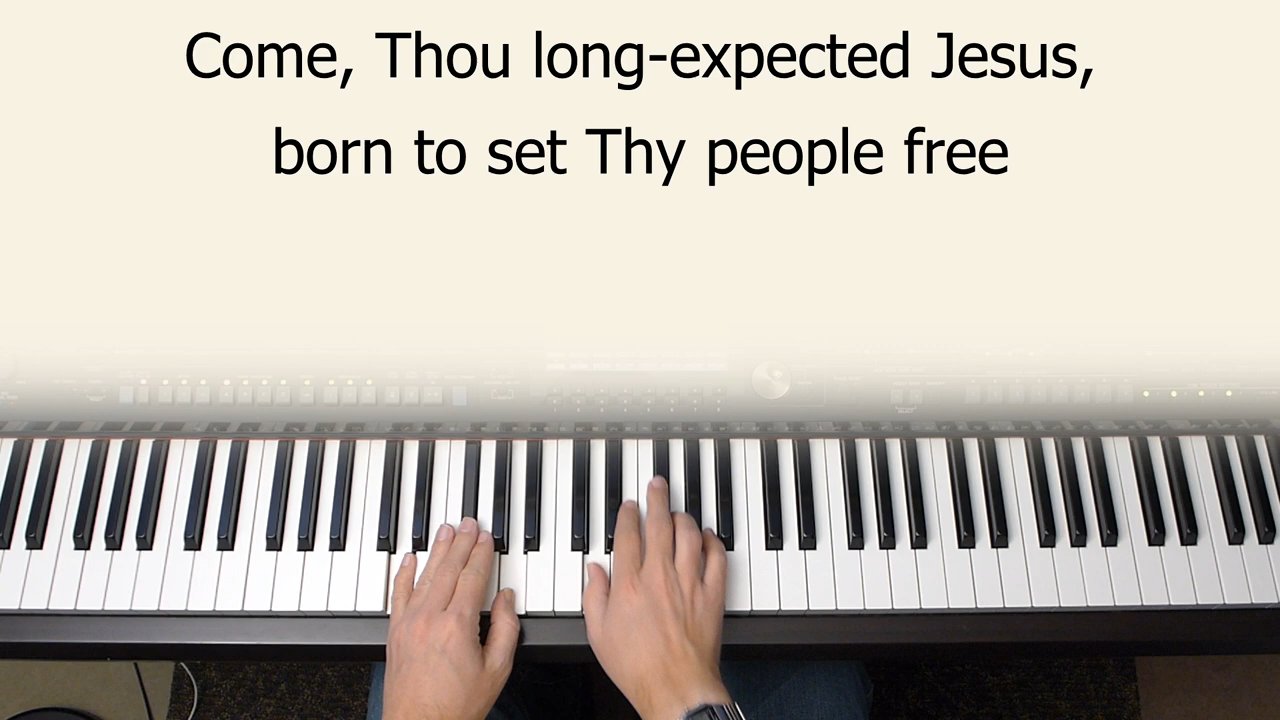 Come, Thou long-expected Jesus,
born to set Thy people free